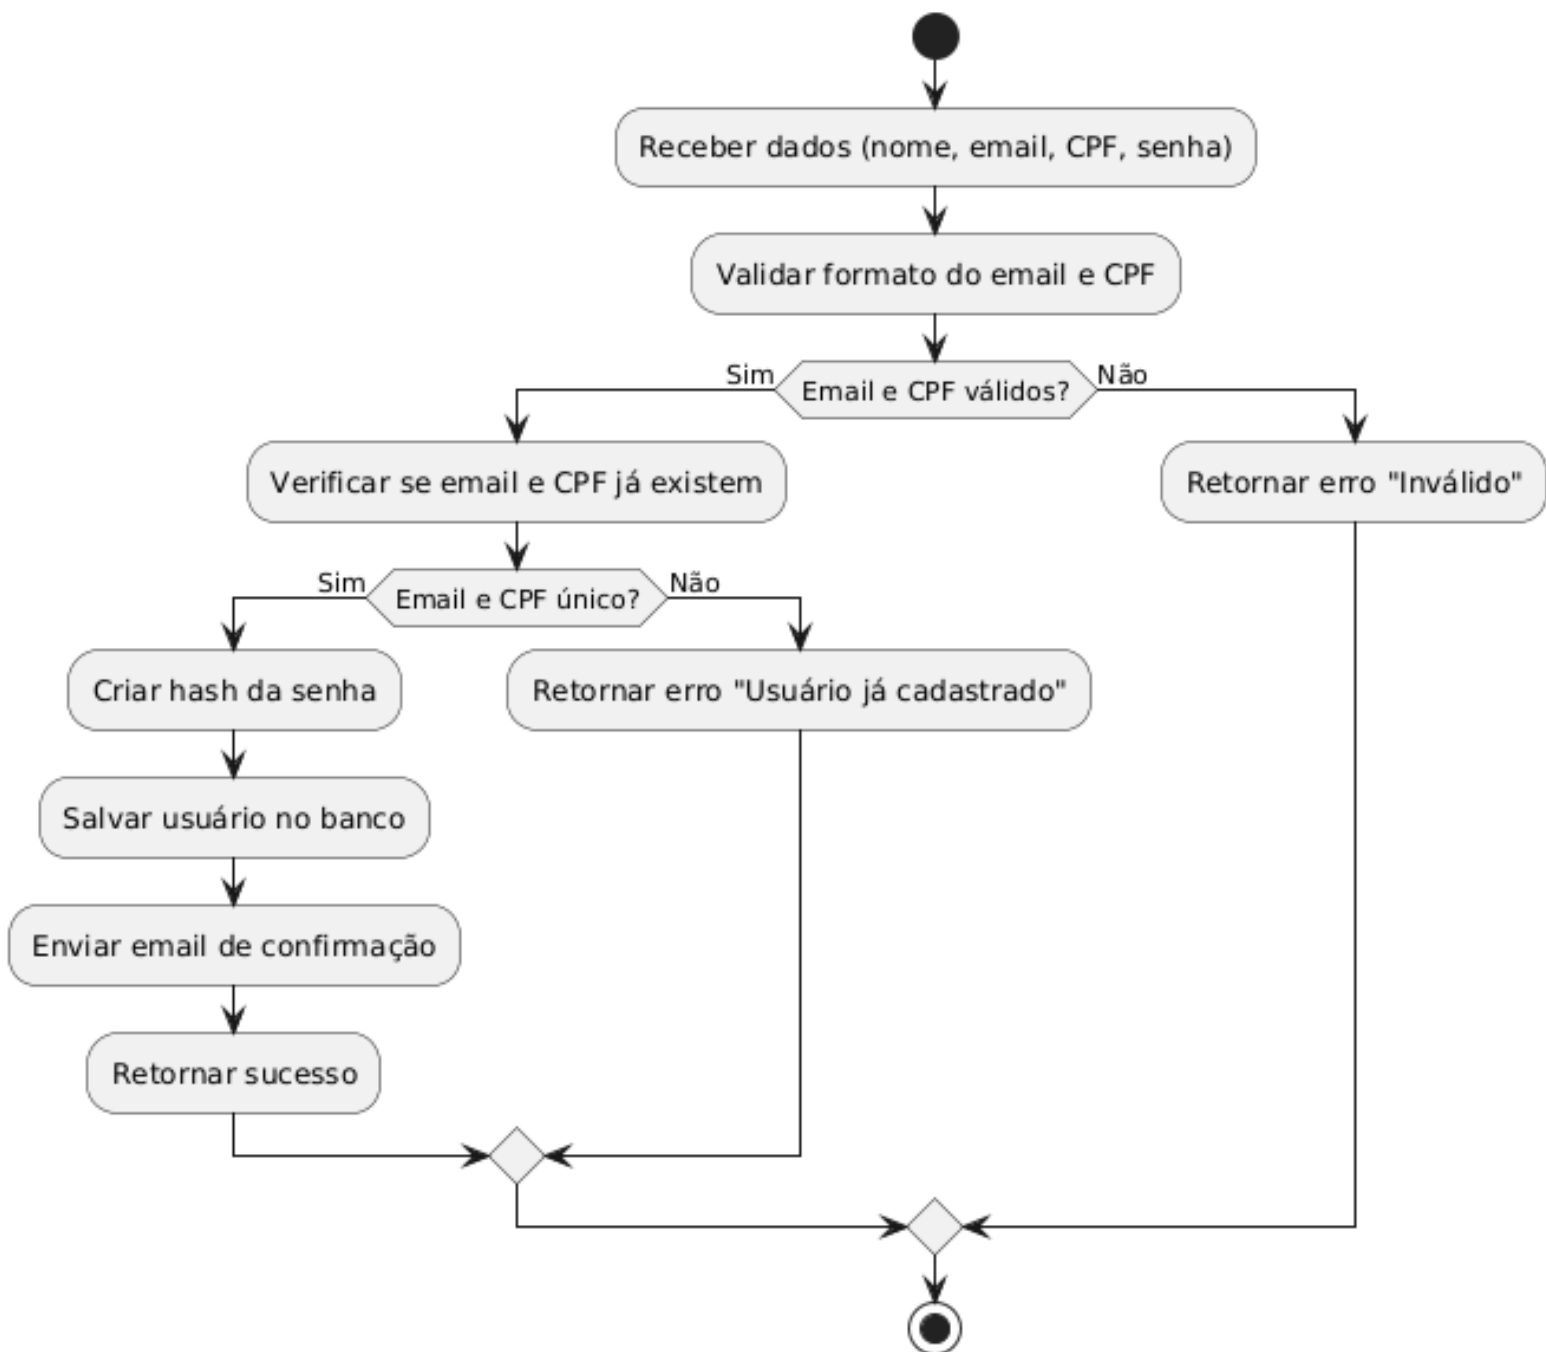 Receber dados (nome, email, CPF, senha)
Validar formato do email e CPF
Sim
Email e CPF válidos?
Não
Verificar se email e CPF já existem
Retornar erro "Inválido"
Sim
Email e CPF único?
Não
Criar hash da senha
Retornar erro "Usuário já cadastrado"
Salvar usuário no banco
Enviar email de confirmação
Retornar sucesso